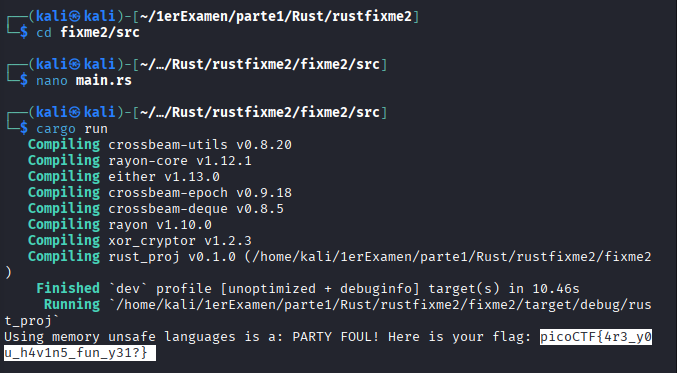 ┌──(kali㉿kali)-[~/1erExamen/parte1/Rust/rustfixme2]
└─$ cd fixme2/src
┌──(kali㉿kali)-[~/…/Rust/rustfixme2/fixme2/src]
└─$ nano main.rs
┌──(kali㉿kali)-[~/…/Rust/rustfixme2/fixme2/src]
└─$ cargo run
Compiling crossbeam-utils v0.8.20
Compiling rayon-core v1.12.1
Compiling either v1.13.0
Compiling crossbeam-epoch v0.9.18
Compiling crossbeam-deque v0.8.5
Compiling rayon v1.10.0
Compiling xor_cryptor v1.2.3
Compiling rust_proj v0.1.0 (/home/kali/1erExamen/parte1/Rust/rustfixme2/fixme2
)
Finished `dev` profile [unoptimized + debuginfo] target(s) in 10.46s
Running `/home/kali/1erExamen/parte1/Rust/rustfixme2/fixme2/target/debug/rus
t_proj`
Using memory unsafe languages is a: PARTY FOUL! Here is your flag: picoCTF{4r3_y0
u_h4v1n5_fun_y31?}